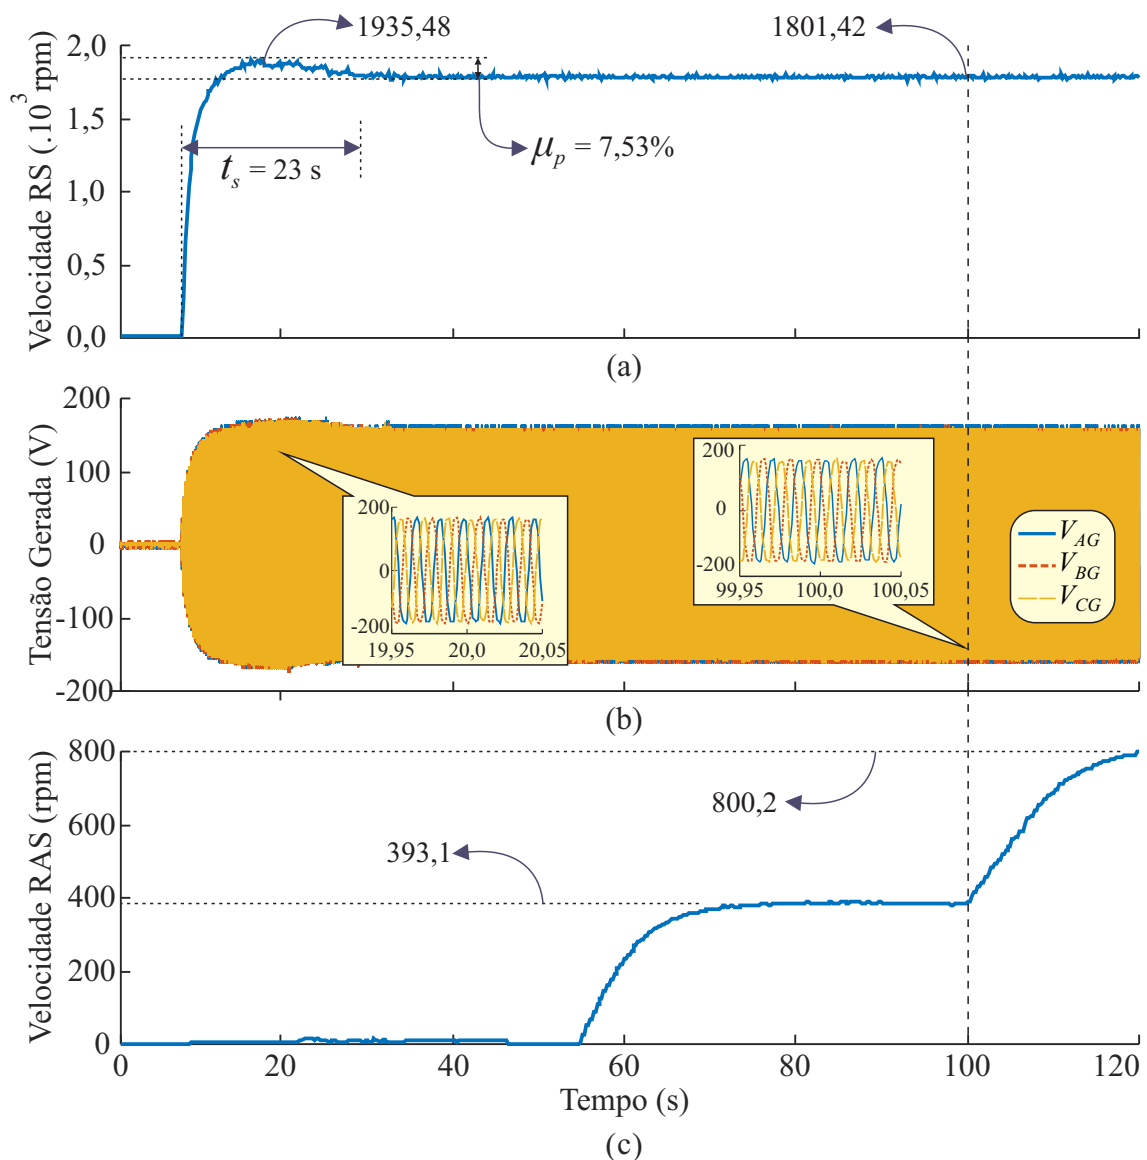 1935,48
1801,42
Velocidade RS (.10³ rpm)
2,0
1,5
1,0
0,5
0,0
t_s = 23 s
μ_p = 7,53%
(a)
Tensão Gerada (V)
200
100
0
-100
-200
200
0
-200
19,95 20,0 20,05
200
0
-200
99,95 100,0 100,05
V_AG
V_BG
V_CG
(b)
Velocidade RAS (rpm)
800
600
400
200
0
800,2
393,1
0 20 40 60 80 100 120
Tempo (s)
(c)